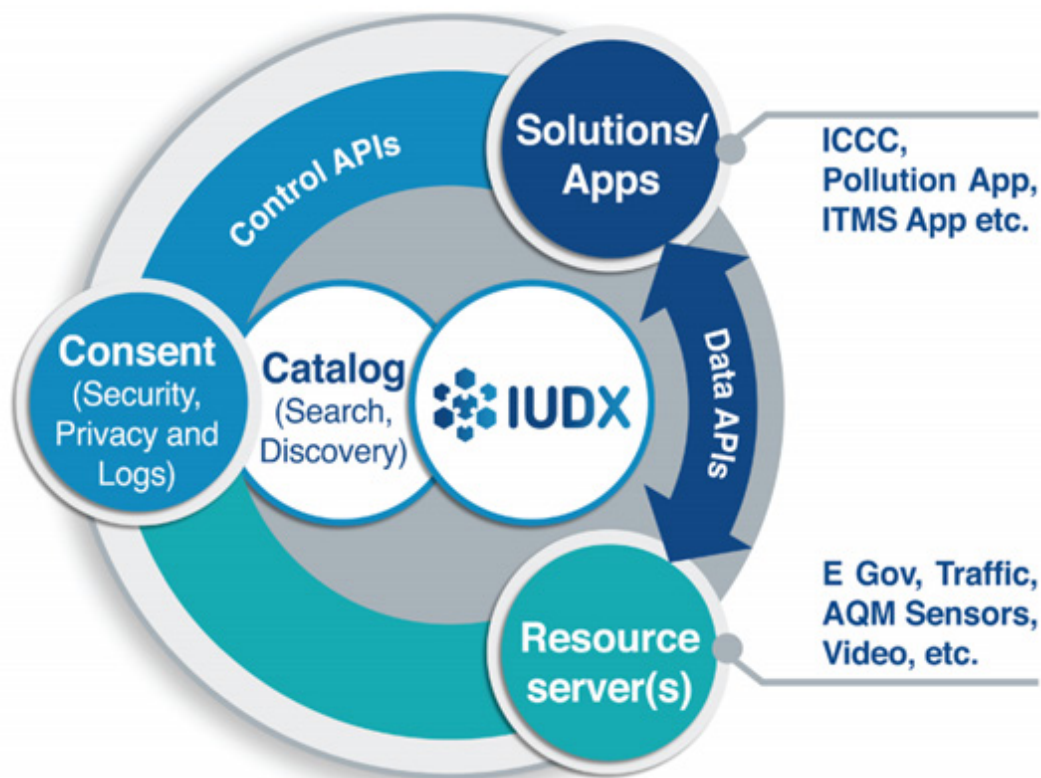 Control APIs
Solutions/
Apps
ICCC,
Pollution App,
ITMS App etc.
Consent
(Security,
Privacy and
Logs)
Catalog
(Search,
Discovery)
IUDX
Data APIs
Resource
server(s)
E Gov, Traffic,
AQM Sensors,
Video, etc.